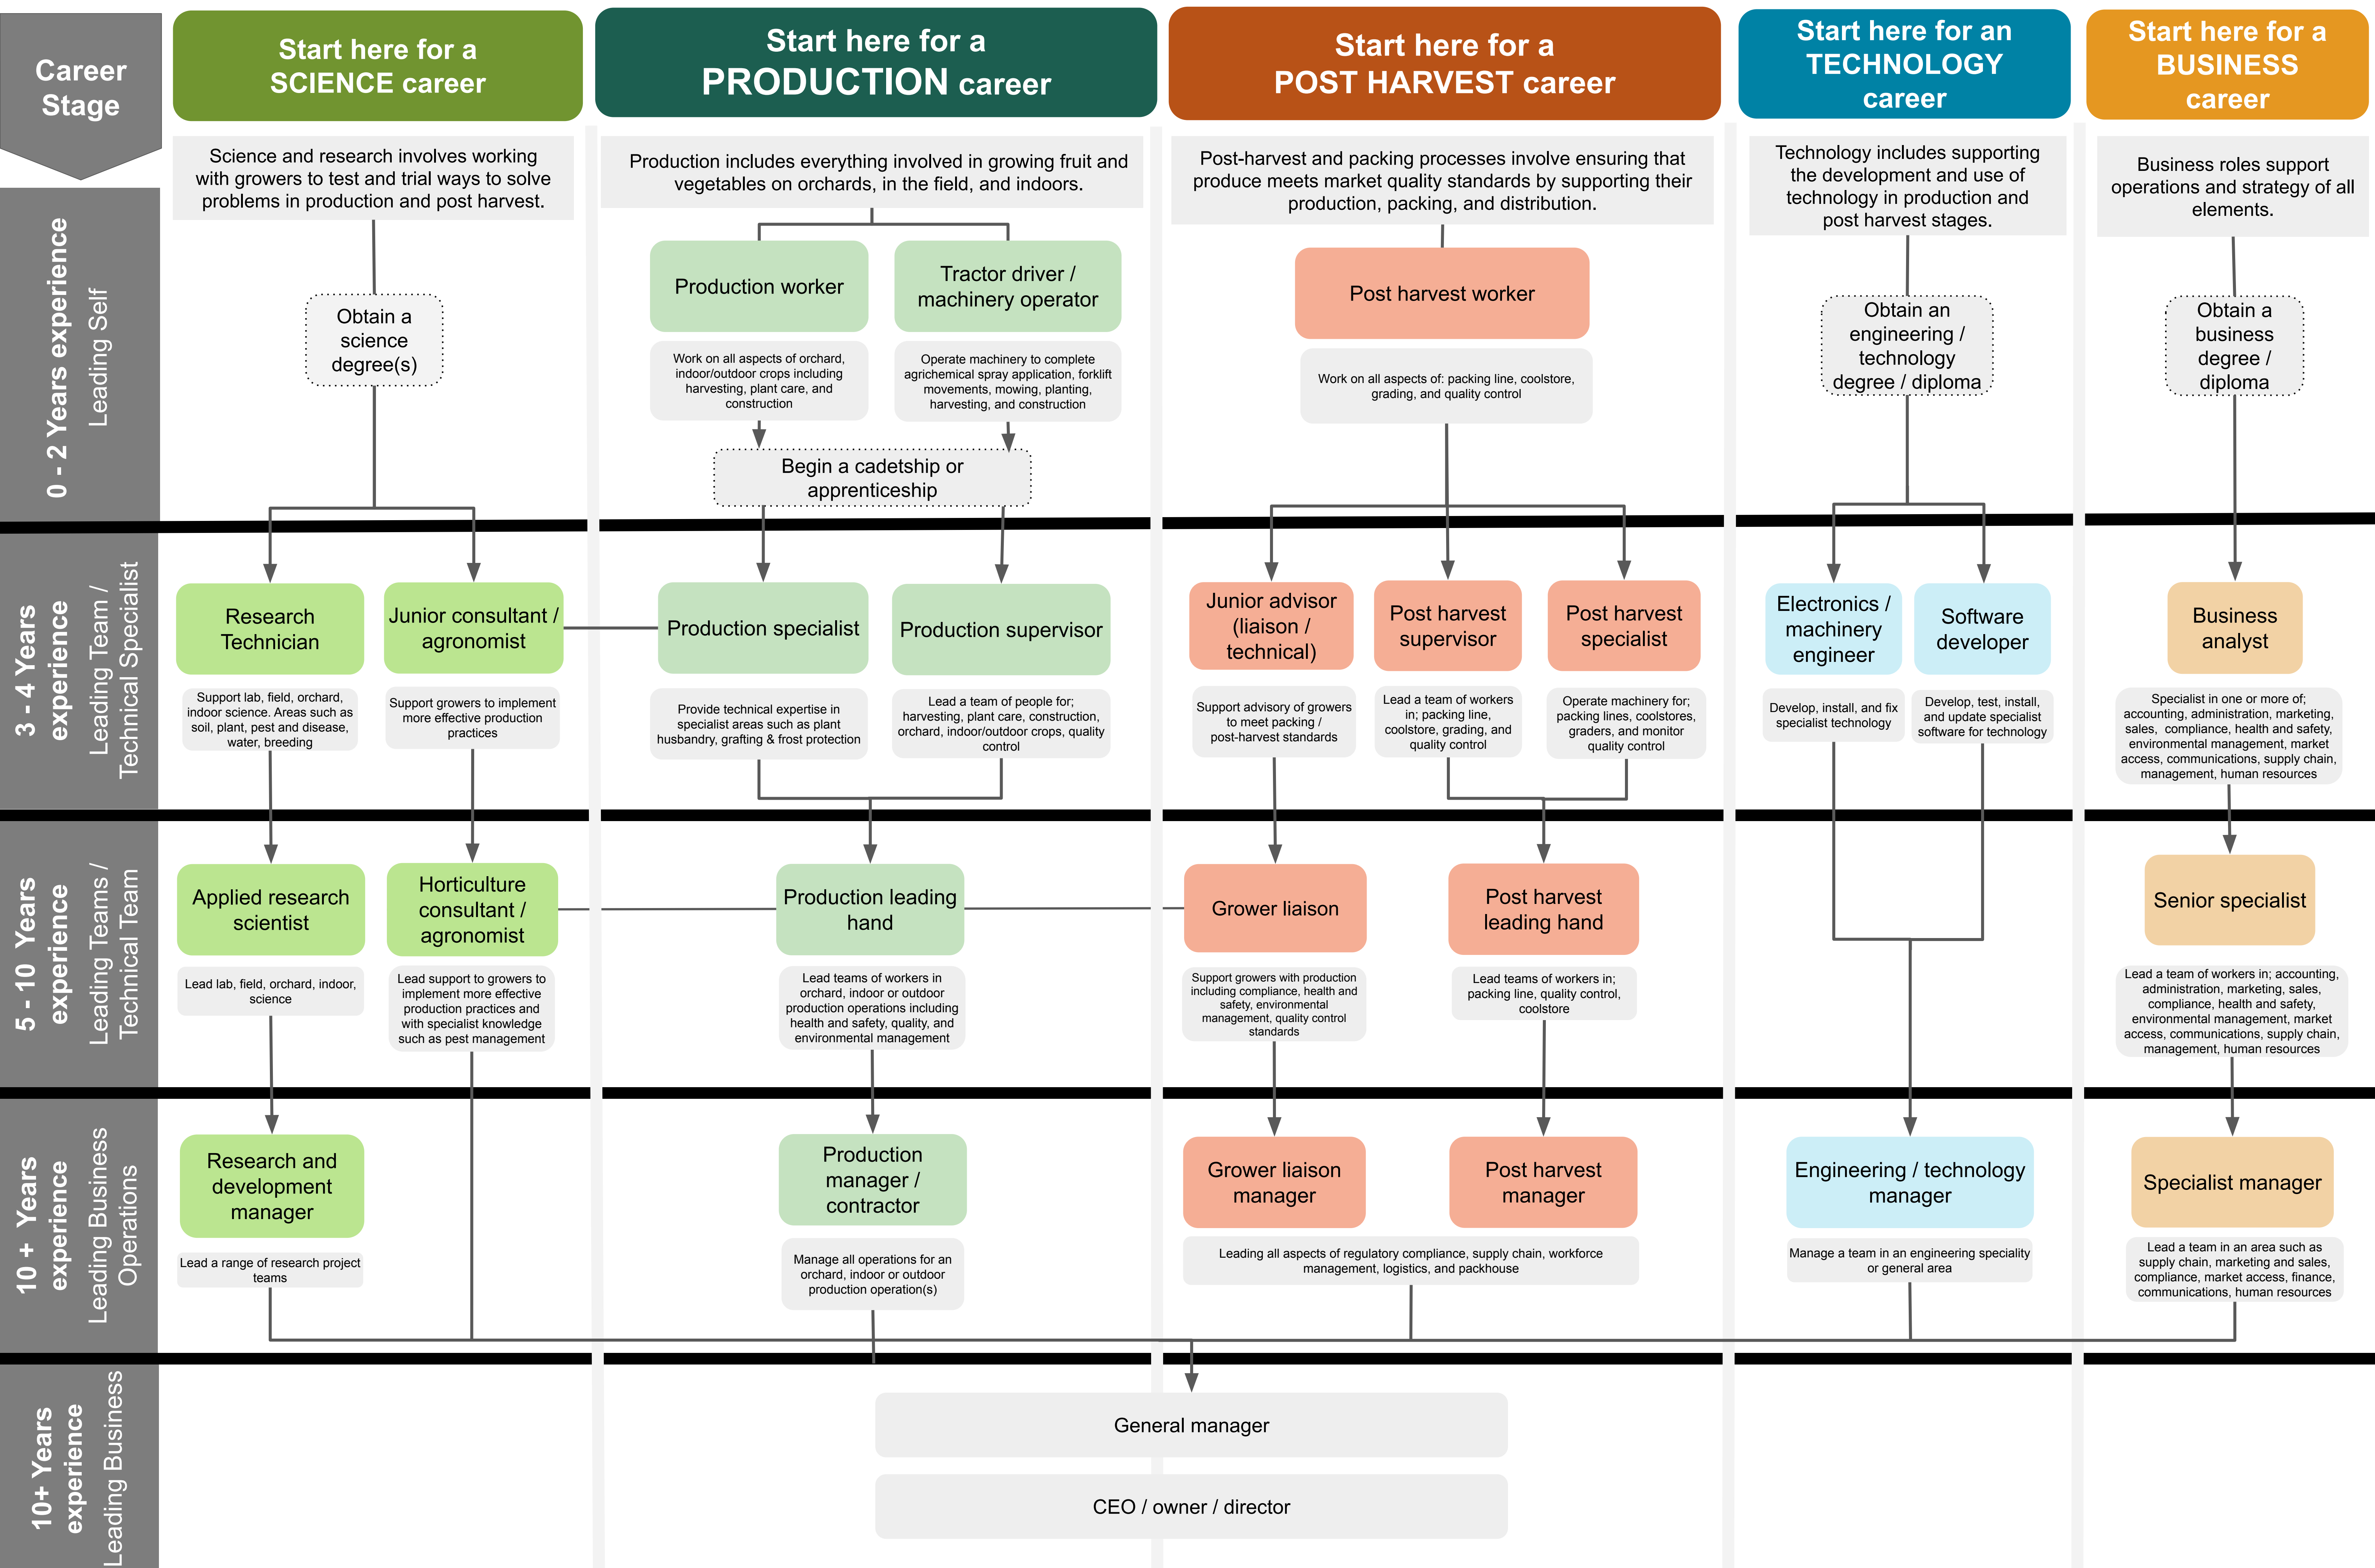 Career
Stage
Start here for a
SCIENCE career
Start here for a
PRODUCTION career
Start here for a
POST HARVEST career
Start here for an
TECHNOLOGY
career
Start here for a
BUSINESS
career
Science and research involves working
with growers to test and trial ways to solve
problems in production and post harvest.
Production includes everything involved in growing fruit and
vegetables on orchards, in the field, and indoors.
Post-harvest and packing processes involve ensuring that
produce meets market quality standards by supporting their
production, packing, and distribution.
Technology includes supporting
the development and use of
technology in production and
post harvest stages.
Business roles support
operations and strategy of all
elements.
0 - 2 Years experience
Leading Self
Obtain a
science
degree(s)
Production worker
Work on all aspects of orchard,
indoor/outdoor crops including
harvesting, plant care, and
construction
Tractor driver /
machinery operator
Operate machinery to complete
agrichemical spray application, forklift
movements, mowing, planting,
harvesting, and construction
Begin a cadetship or
apprenticeship
Post harvest worker
Work on all aspects of: packing line, coolstore,
grading, and quality control
Obtain an
engineering /
technology
degree / diploma
Obtain a
business
degree /
diploma
3 - 4 Years
experience
Leading Team /
Technical Specialist
Research
Technician
Support lab, field, orchard,
indoor science. Areas such as
soil, plant, pest and disease,
water, breeding
Junior consultant /
agronomist
Support growers to implement
more effective production
practices
Production specialist
Provide technical expertise in
specialist areas such as plant
husbandry, grafting & frost protection
Production supervisor
Lead a team of people for;
harvesting, plant care, construction,
orchard, indoor/outdoor crops, quality
control
Junior advisor
(liaison /
technical)
Support advisory of growers
to meet packing /
post-harvest standards
Post harvest
supervisor
Lead a team of workers
in; packing line,
coolstore, grading, and
quality control
Post harvest
specialist
Operate machinery for;
packing lines, coolstores,
graders, and monitor
quality control
Electronics /
machinery
engineer
Develop, install, and fix
specialist technology
Software
developer
Develop, test, install,
and update specialist
software for technology
Business
analyst
Specialist in one or more of;
accounting, administration, marketing,
sales,  compliance, health and safety,
environmental management, market
access, communications, supply chain,
management, human resources
5 - 10 Years
experience
Leading Teams /
Technical Team
Applied research
scientist
Lead lab, field, orchard, indoor,
science
Horticulture
consultant /
agronomist
Lead support to growers to
implement more effective
production practices and
with specialist knowledge
such as pest management
Production leading
hand
Lead teams of workers in
orchard, indoor or outdoor
production operations including
health and safety, quality, and
environmental management
Grower liaison
Support growers with production
including compliance, health and
safety, environmental
management, quality control
standards
Post harvest
leading hand
Lead teams of workers in;
packing line, quality control,
coolstore
Senior specialist
Lead a team of workers in; accounting,
administration, marketing, sales,
compliance, health and safety,
environmental management, market
access, communications, supply chain,
management, human resources
10 + Years
experience
Leading Business
Operations
Research and
development
manager
Lead a range of research project
teams
Production
manager /
contractor
Manage all operations for an
orchard, indoor or outdoor
production operation(s)
Grower liaison
manager
Post harvest
manager
Leading all aspects of regulatory compliance, supply chain, workforce
management, logistics, and packhouse
Engineering / technology
manager
Manage a team in an engineering speciality
or general area
Specialist manager
Lead a team in an area such as
supply chain, marketing and sales,
compliance, market access, finance,
communications, human resources
10+ Years
experience
Leading Business
General manager
CEO / owner / director